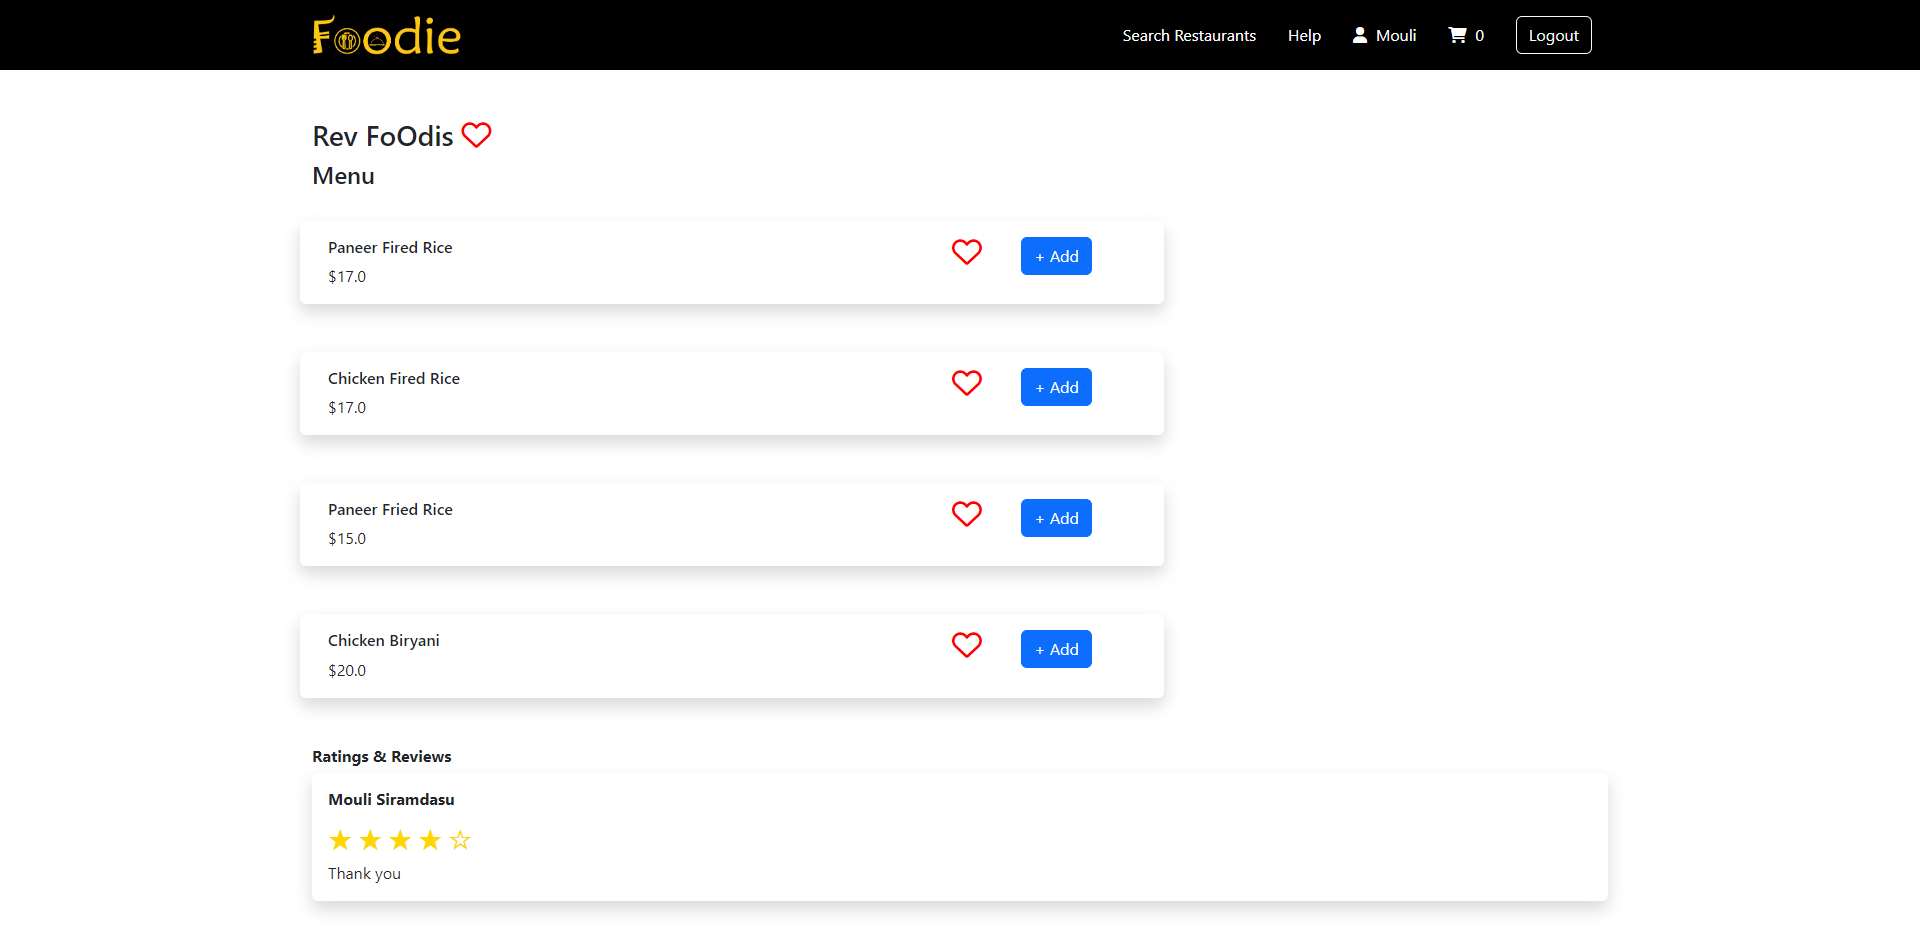 Foodie
Search Restaurants Help Mouli 0 Logout
Rev FoOdis
Menu
Paneer Fired Rice
$17.0
+ Add
Chicken Fired Rice
$17.0
+ Add
Paneer Fried Rice
$15.0
+ Add
Chicken Biryani
$20.0
+ Add
Ratings & Reviews
Mouli Siramdasu
Thank you